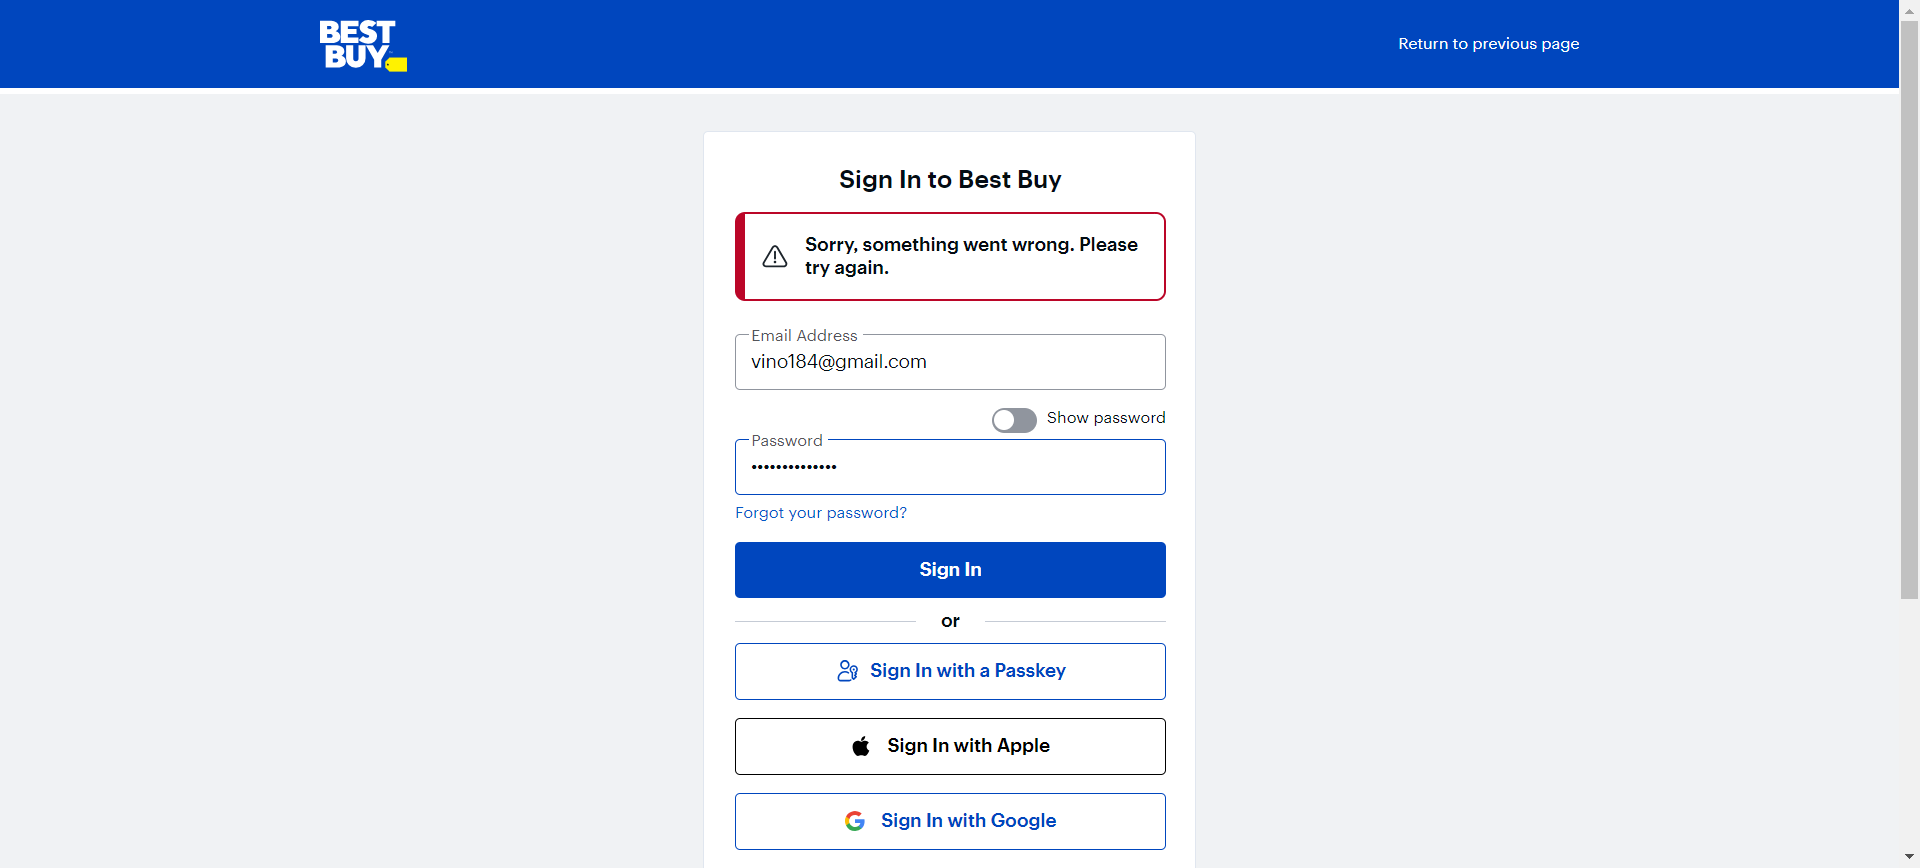 BEST
BUY
Return to previous page
Sign In to Best Buy
Sorry, something went wrong. Please
try again.
Email Address
vino184@gmail.com
Show password
Password
••••••••••••••
Forgot your password?
Sign In
or
Sign In with a Passkey
Sign In with Apple
Sign In with Google